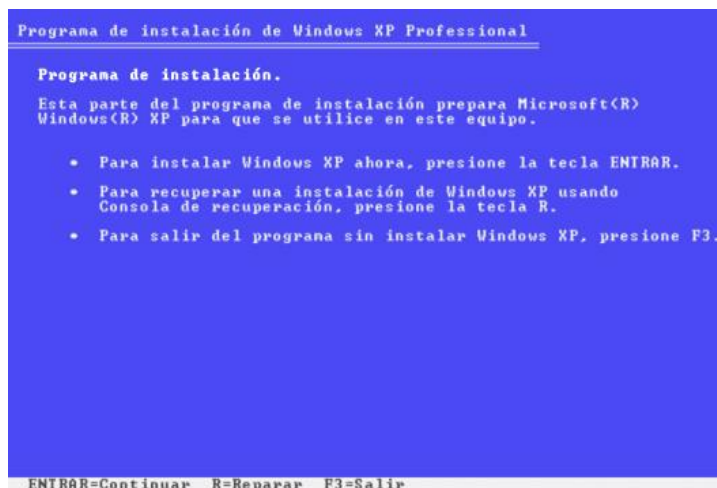 Programa de instalación de Windows XP Professional
Programa de instalación.
Esta parte del programa de instalación prepara Microsoft(R)
Windows(R) XP para que se utilice en este equipo.
• Para instalar Windows XP ahora, presione la tecla ENTRAR.
• Para recuperar una instalación de Windows XP usando
Consola de recuperación, presione la tecla R.
• Para salir del programa sin instalar Windows XP, presione F3.
ENTRAR=Continuar R=Reparar F3=Salir